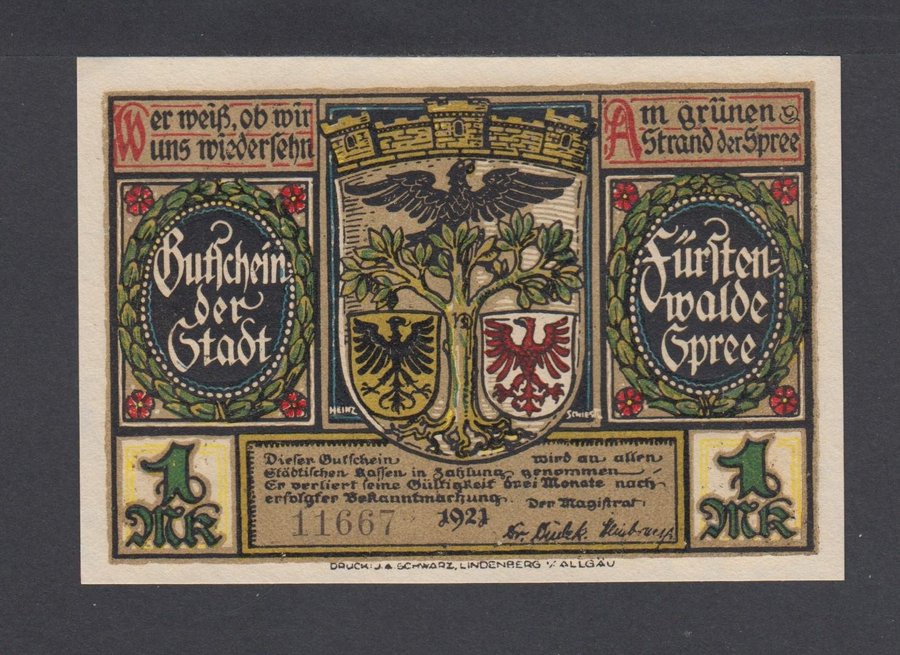 Wer weiß, ob wir
uns wiedersehn
Am grünen
Strand der Spree
Gutschein
der
Stadt
Fürsten-
walde
Spree
HEINZ SCHIESTL
1
MK
Dieser Gutschein wird an allen
Städtischen Kassen in Zahlung genommen
Er verliert seine Gültigkeit drei Monate nach
erfolgter Bekanntmachung.
Der Magistrat:
11667
1921
1
MK
DRUCK: J.A. SCHWARZ, LINDENBERG i/ ALLGÄU